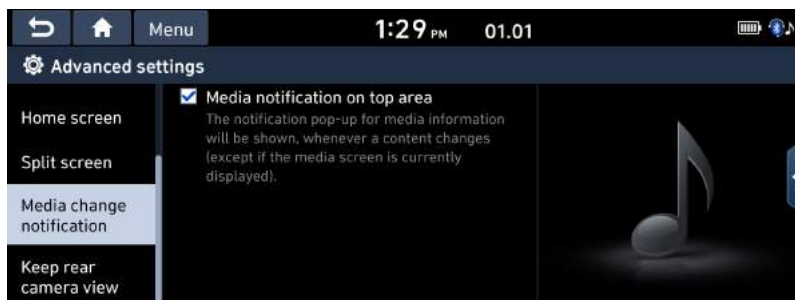 Menu
1:29 PM 01.01
Advanced settings
Home screen
Split screen
Media change
notification
Keep rear
camera view
Media notification on top area
The notification pop-up for media information
will be shown, whenever a content changes
(except if the media screen is currently
displayed).